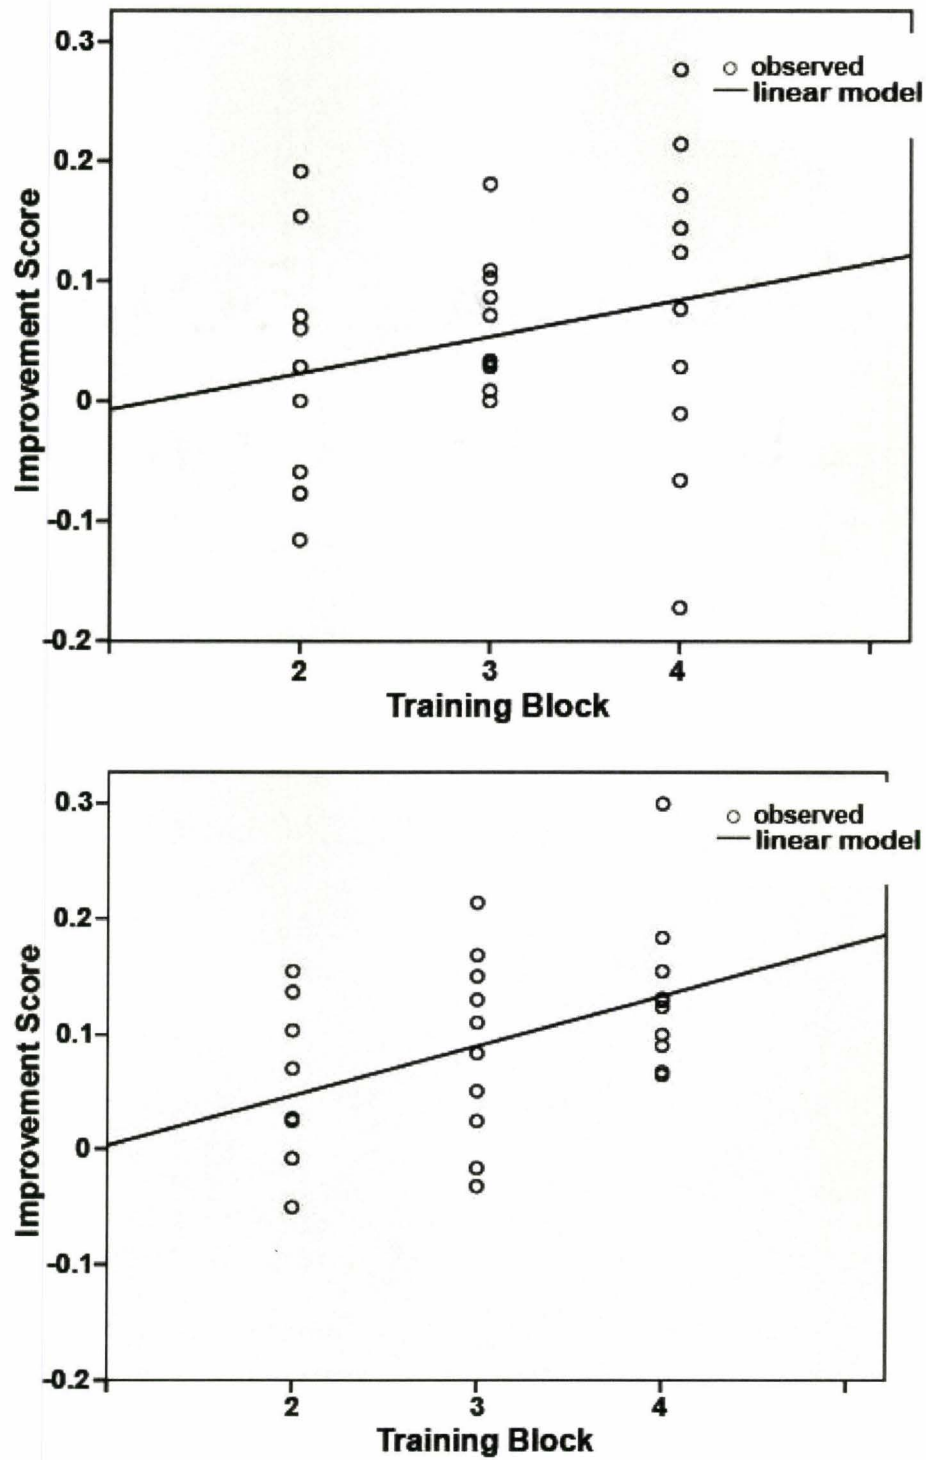 0.3
observed
linear model
0.2
0.1
0
-0.1
-0.2
Improvement Score
2 3 4
Training Block
0.3
observed
linear model
0.2
0.1
0
-0.1
-0.2
Improvement Score
2 3 4
Training Block